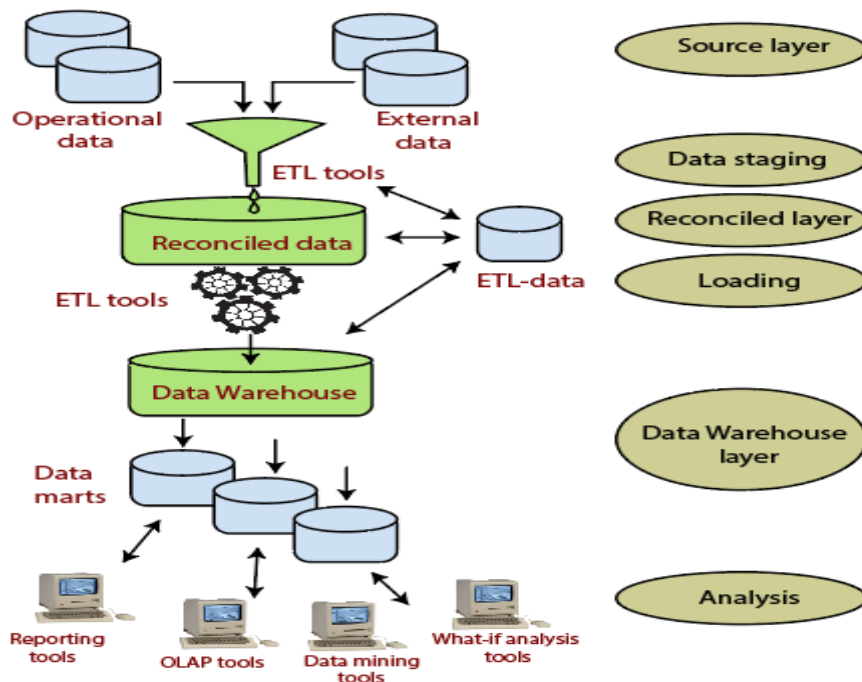 Source layer
Operational
data
External
data
ETL tools
Data staging
Reconciled layer
Reconciled data
ETL tools
ETL-data
Loading
Data Warehouse
Data Warehouse
layer
Data
marts
Analysis
Reporting
tools
OLAP tools
Data mining
tools
What-if analysis
tools